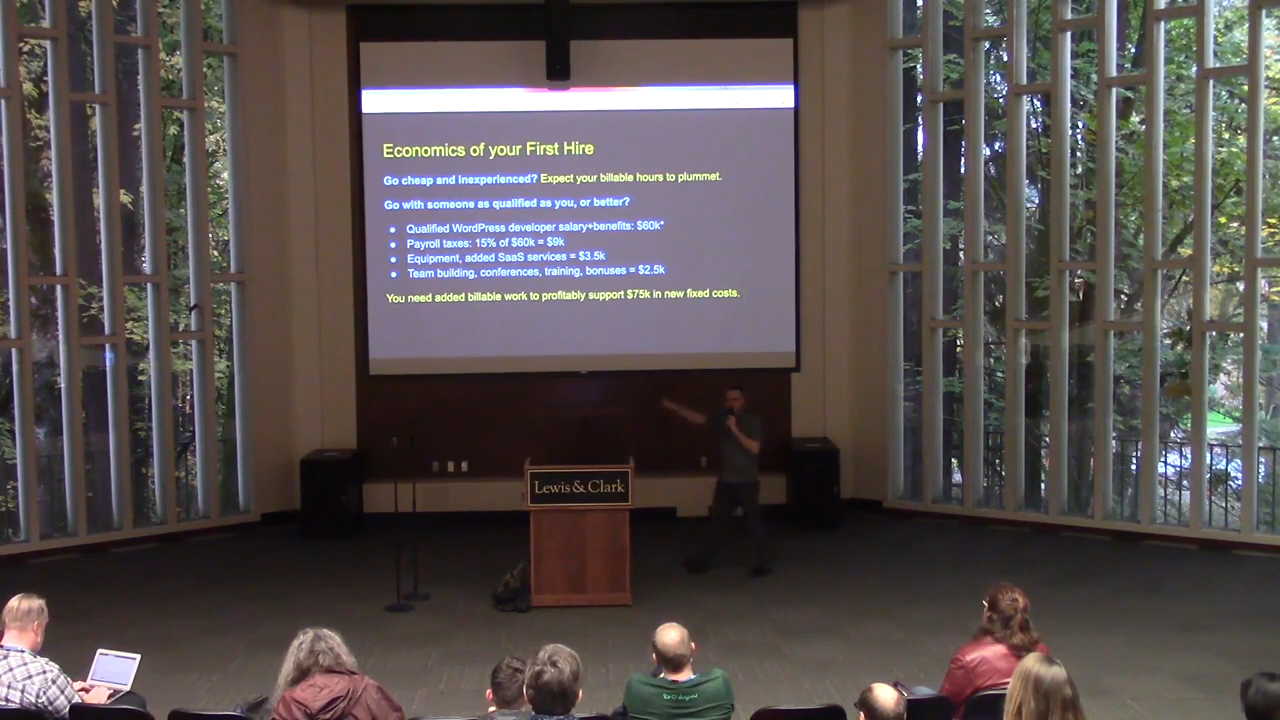 Economics of your First Hire
Go cheap and inexperienced? Expect your billable hours to plummet.
Go with someone as qualified as you, or better?
● Qualified WordPress developer salary+benefits: $60k*
● Payroll taxes: 15% of $60k = $9k
● Equipment, added SaaS services = $3.5k
● Team building, conferences, training, bonuses = $2.5k
You need added billable work to profitably support $75k in new fixed costs.
Lewis & Clark